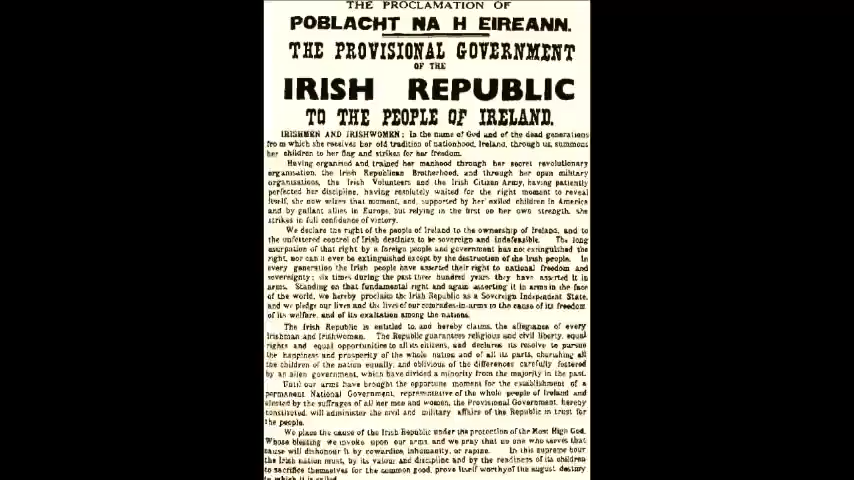 THE PROCLAMATION OF
POBLACHT NA H EIREANN.
THE PROVISIONAL GOVERNMENT
OF THE
IRISH REPUBLIC
TO THE PEOPLE OF IRELAND.
IRISHMEN AND IRISHWOMEN: In the name of God and of the dead generations
from which she receives her old tradition of nationhood, Ireland, through us, summons
her children to her flag and strikes for her freedom.
Having organised and trained her manhood through her secret revolutionary
organisation, the Irish Republican Brotherhood, and through her open military
organisations, the Irish Volunteers and the Irish Citizen Army, having patiently
perfected her discipline, having resolutely waited for the right moment to reveal
itself, she now seizes that moment, and, supported by her exiled children in America
and by gallant allies in Europe, but relying in the first on her own strength, she
strikes in full confidence of victory.
We declare the right of the people of Ireland to the ownership of Ireland, and to
the unfettered control of Irish destinies, to be sovereign and indefeasible. The long
usurpation of that right by a foreign people and government has not extinguished the
right, nor can it ever be extinguished except by the destruction of the Irish people. In
every generation the Irish people have asserted their right to national freedom and
sovereignty; six times during the past three hundred years they have asserted it in
arms. Standing on that fundamental right and again asserting it in arms in the face
of the world, we hereby proclaim the Irish Republic as a Sovereign Independent State,
and we pledge our lives and the lives of our comrades-in-arms to the cause of its freedom,
of its welfare, and of its exaltation among the nations.
The Irish Republic is entitled to, and hereby claims, the allegiance of every
Irishman and Irishwoman. The Republic guarantees religious and civil liberty, equal
rights and equal opportunities to all its citizens, and declares its resolve to pursue
the happiness and prosperity of the whole nation and of all its parts, cherishing all
the children of the nation equally, and oblivious of the differences carefully fostered
by an alien government, which have divided a minority from the majority in the past.
Until our arms have brought the opportune moment for the establishment of a
permanent National Government, representative of the whole people of Ireland and
elected by the suffrages of all her men and women, the Provisional Government, hereby
constituted, will administer the civil and military affairs of the Republic in trust for
the people.
We place the cause of the Irish Republic under the protection of the Most High God,
Whose blessing we invoke upon our arms, and we pray that no one who serves that
cause will dishonour it by cowardice, inhumanity, or rapine. In this supreme hour
the Irish nation must, by its valour and discipline and by the readiness of its children
to sacrifice themselves for the common good, prove itself worthy of the august destiny
to which it is called.